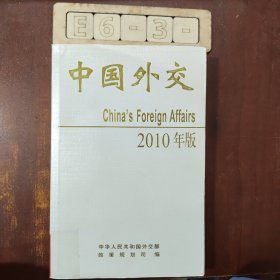 E6-3-
中国外交
China's Foreign Affairs
2010年版
中华人民共和国外交部
政策规划司 编